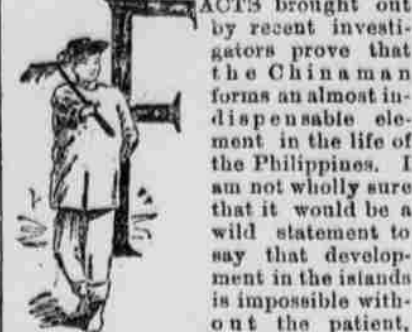 FACTS brought out
by recent investi-
gators prove that
the Chinaman
forms an almost in-
dispensable ele-
ment in the life of
the Philippines. I
am not wholly sure
that it would be a
wild statement to
say that develop-
ment in the islands
is impossible with-
out the patient,